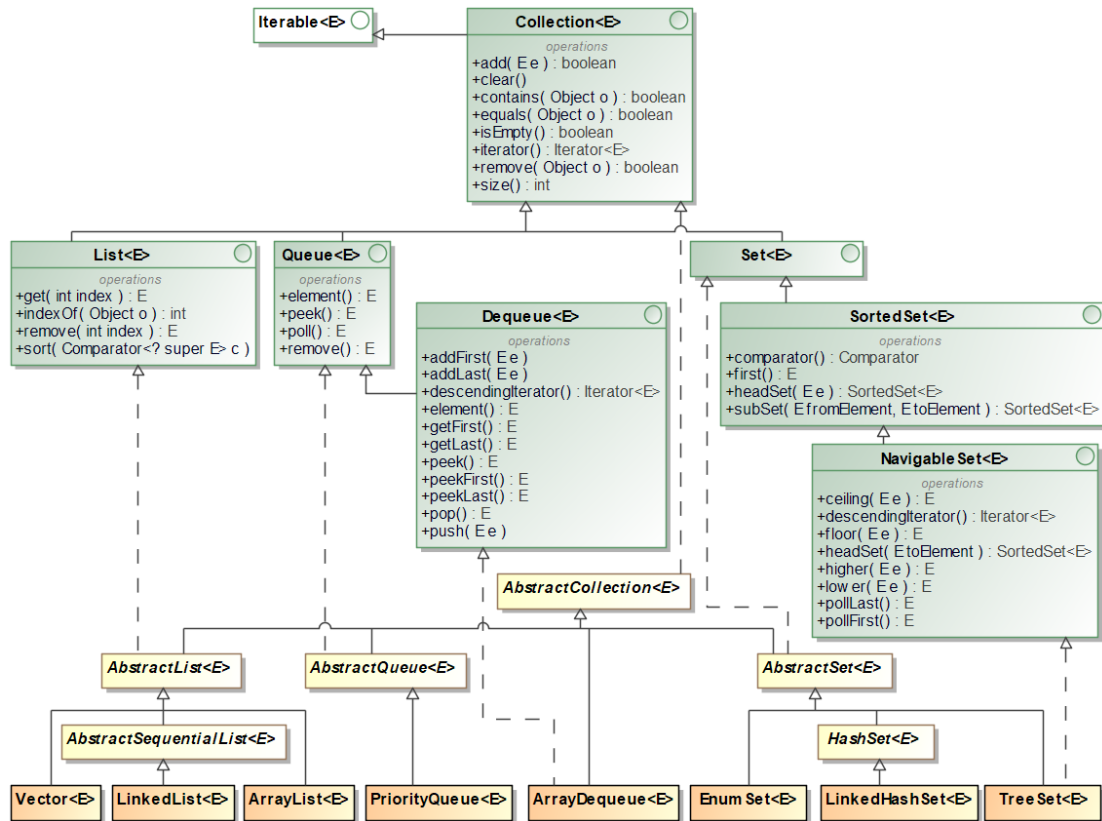 Iterable<E>
Collection<E>
operations
+add( E e ) : boolean
+clear()
+contains( Object o ) : boolean
+equals( Object o ) : boolean
+isEmpty() : boolean
+iterator() : Iterator<E>
+remove( Object o ) : boolean
+size() : int
List<E>
operations
+get( int index ) : E
+indexOf( Object o ) : int
+remove( int index ) : E
+sort( Comparator<? super E> c )
Queue<E>
operations
+element() : E
+peek() : E
+poll() : E
+remove() : E
Set<E>
Dequeue<E>
operations
+addFirst( E e )
+addLast( E e )
+descendingIterator() : Iterator<E>
+element() : E
+getFirst() : E
+getLast() : E
+peek() : E
+peekFirst() : E
+peekLast() : E
+pop() : E
+push( E e )
SortedSet<E>
operations
+comparator() : Comparator
+first() : E
+headSet( E e ) : SortedSet<E>
+subSet( E fromElement, E toElement ) : SortedSet<E>
NavigableSet<E>
operations
+ceiling( E e ) : E
+descendingIterator() : Iterator<E>
+floor( E e ) : E
+headSet( E toElement ) : SortedSet<E>
+higher( E e ) : E
+lower( E e ) : E
+pollLast() : E
+pollFirst() : E
AbstractCollection<E>
AbstractList<E>
AbstractQueue<E>
AbstractSet<E>
AbstractSequentialList<E>
HashSet<E>
Vector<E>
LinkedList<E>
ArrayList<E>
PriorityQueue<E>
ArrayDequeue<E>
EnumSet<E>
LinkedHashSet<E>
TreeSet<E>